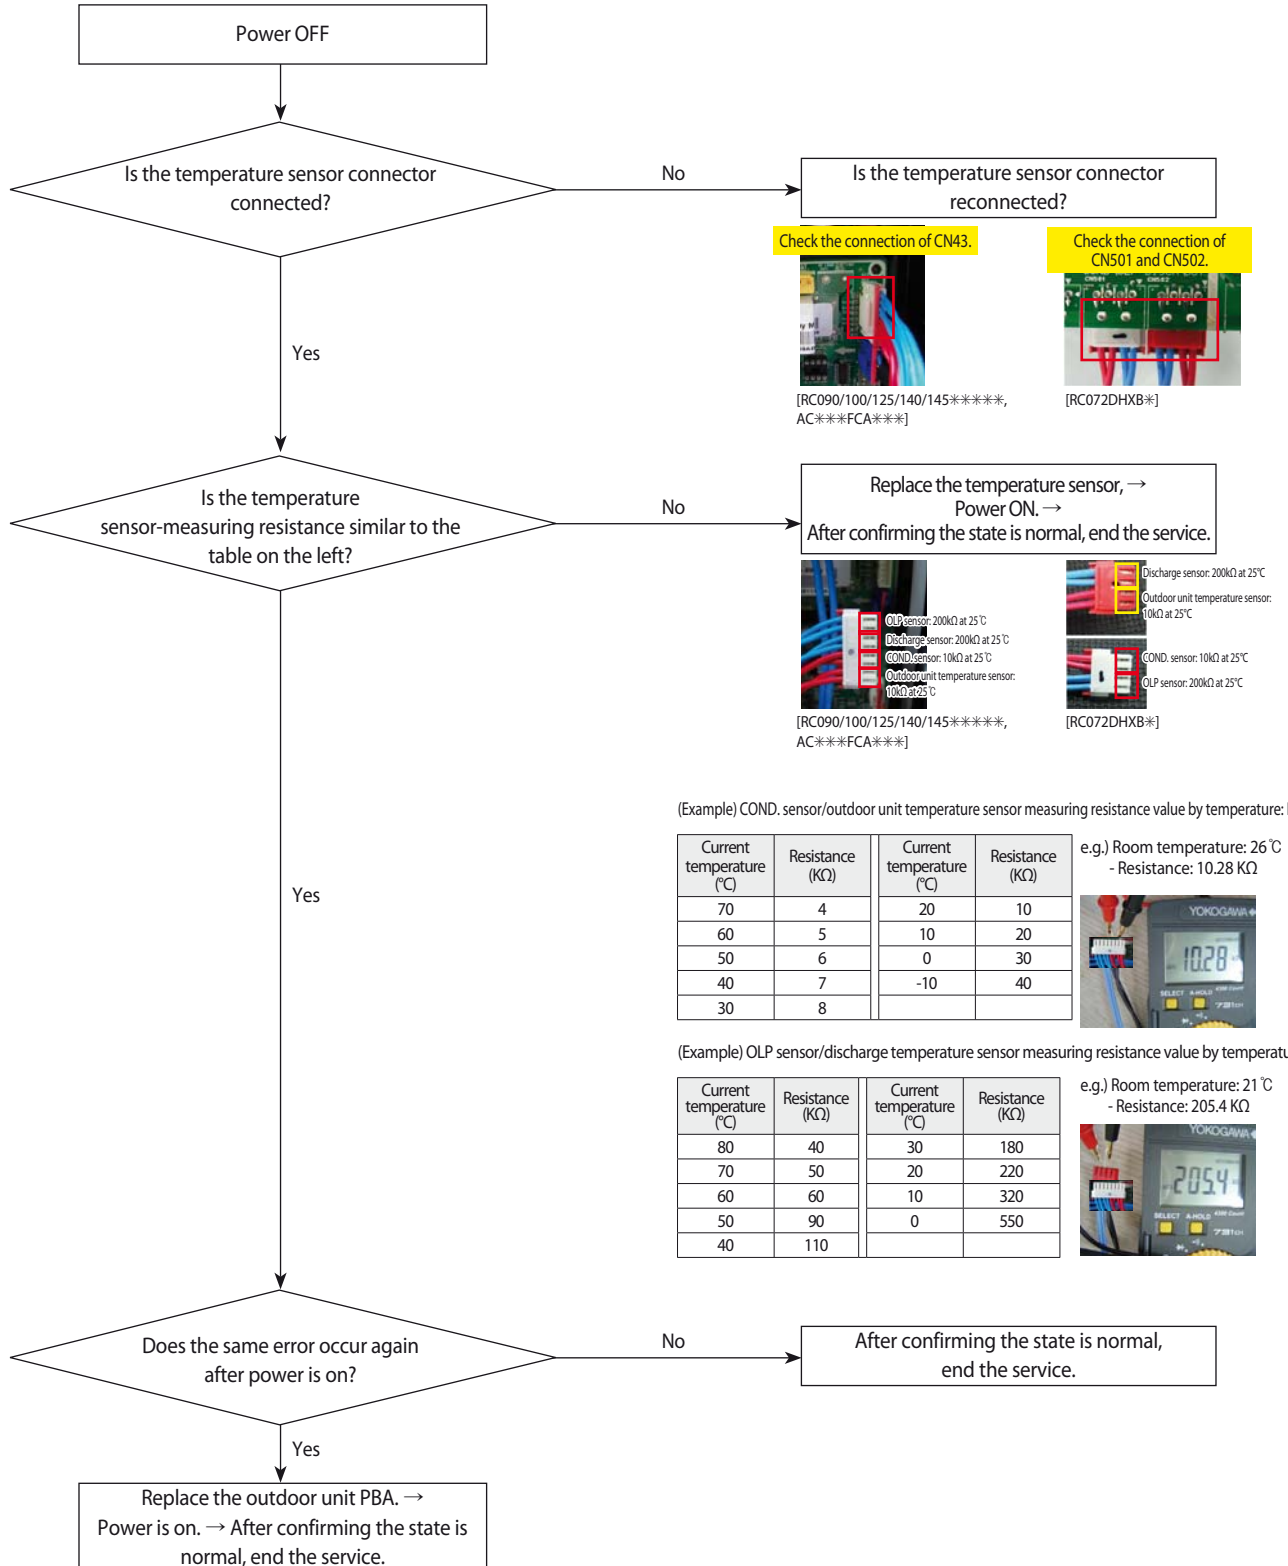 Power OFF
Is the temperature sensor connector
connected?
No
Is the temperature sensor connector
reconnected?
Check the connection of CN43.
Check the connection of
CN501 and CN502.
CN501
CN502
[RC090/100/125/140/145✳✳✳✳✳,
AC✳✳✳FCA✳✳✳]
[RC072DHXB✳]
Yes
Is the temperature
sensor-measuring resistance similar to the
table on the left?
No
Replace the temperature sensor, →
Power ON. →
After confirming the state is normal, end the service.
OLP sensor: 200kΩ at 25℃
Discharge sensor: 200kΩ at 25℃
COND. sensor: 10kΩ at 25℃
Outdoor unit temperature sensor:
10kΩ at 25℃
Discharge sensor: 200kΩ at 25℃
Outdoor unit temperature sensor:
10kΩ at 25℃
COND. sensor: 10kΩ at 25℃
OLP sensor: 200kΩ at 25℃
[RC090/100/125/140/145✳✳✳✳✳,
AC✳✳✳FCA✳✳✳]
[RC072DHXB✳]
Yes
(Example) COND. sensor/outdoor unit temperature sensor measuring resistance value by temperature:
Current temperature (℃) Resistance (KΩ) Current temperature (℃) Resistance (KΩ)
70 4 20 10
60 5 10 20
50 6 0 30
40 7 -10 40
30 8
e.g.) Room temperature: 26℃
- Resistance: 10.28 KΩ
YOKOGAWA
10.28
SELECT A-HOLD
731
(Example) OLP sensor/discharge temperature sensor measuring resistance value by
Current temperature (℃) Resistance (KΩ) Current temperature (℃) Resistance (KΩ)
80 40 30 180
70 50 20 220
60 60 10 320
50 90 0 550
40 110
e.g.) Room temperature: 21℃
- Resistance: 205.4 KΩ
YOKOGAWA
205.4
SELECT A-HOLD
731
Does the same error occur again
after power is on?
No
After confirming the state is normal,
end the service.
Yes
Replace the outdoor unit PBA. →
Power is on. → After confirming the state is
normal, end the service.